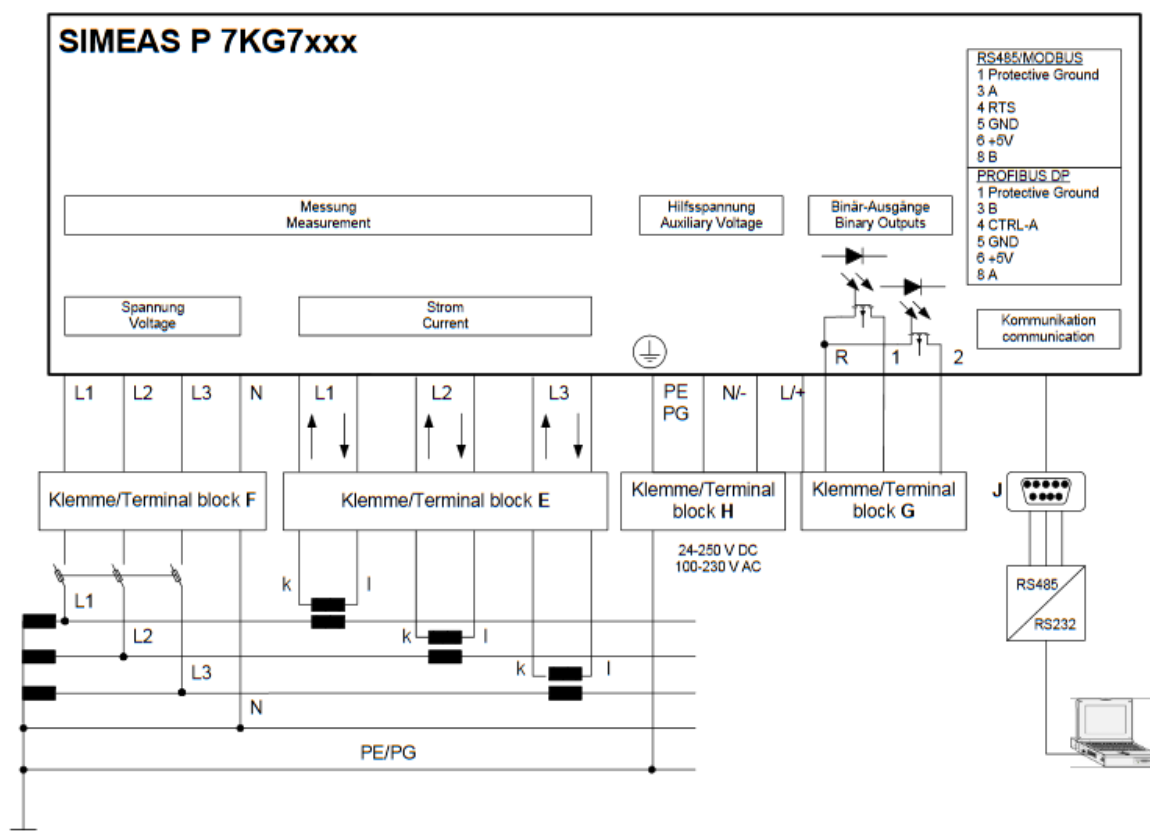 SIMEAS P 7KG7xxx
RS485/MODBUS
1 Protective Ground
3 A
4 RTS
5 GND
6 +5V
8 B
PROFIBUS DP
1 Protective Ground
3 B
4 CTRL-A
5 GND
6 +5V
8 A
Messung
Measurement
Hilfsspannung
Auxiliary Voltage
Binär-Ausgänge
Binary Outputs
Spannung
Voltage
Strom
Current
Kommunikation
communication
R 1 2
L1 L2 L3 N L1 L2 L3 PE N/- L/+
PG
Klemme/Terminal block F
Klemme/Terminal block E
Klemme/Terminal
block H
Klemme/Terminal
block G
J
24-250 V DC
100-230 V AC
RS485
RS232
k l
L1
k l
L2
k l
L3
N
PE/PG